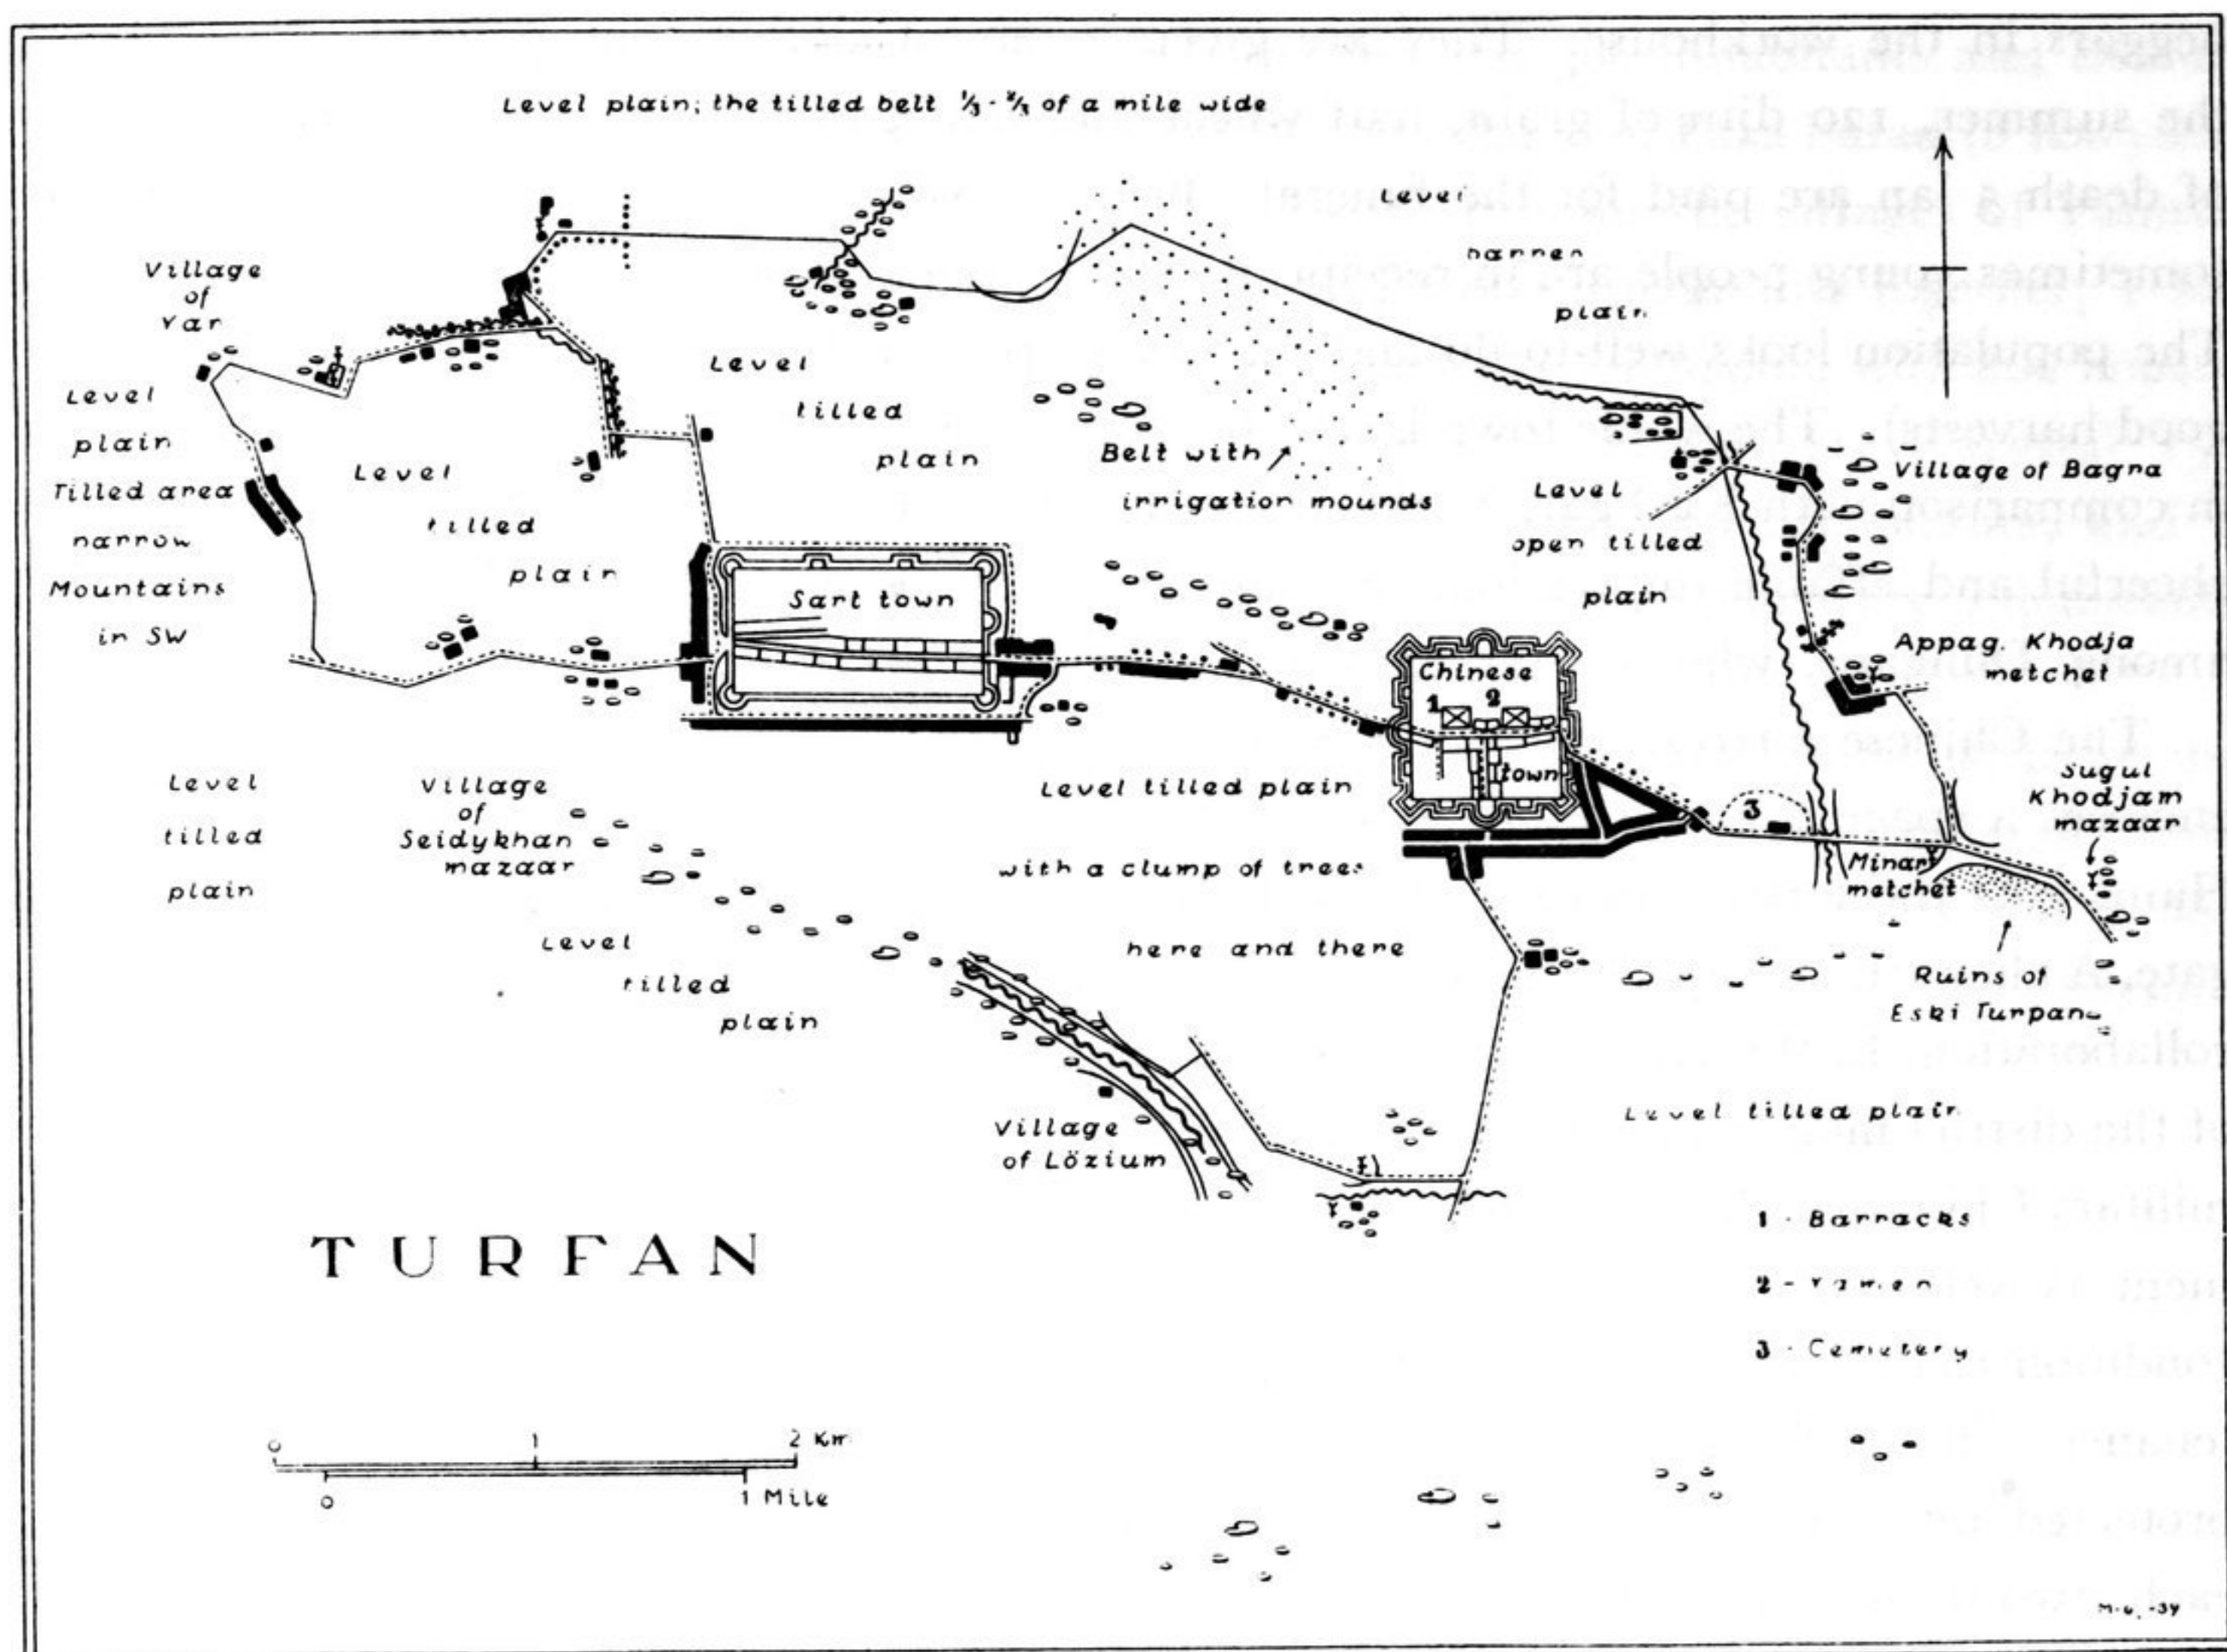 Level plain; the tilled belt ⅓ - ⅔ of a mile wide
Level
barren
plain
Village
of
Yar
Level
plain
Tilled area
narrow
Mountains
in SW
Level
tilled
plain
Level
tilled
plain
Belt with
irrigation mounds
Level
open tilled
plain
Village of Bagra
Appag. Khodja
metchet
Sart town
Chinese
1
2
town
3
Sugul
Khodjam
mazaar
Minar
metchet
Ruins of
Eski Turpan
Level
tilled
plain
Village
of
Seidykhan
mazaar
Level
tilled
plain
Level tilled plain
with a clump of trees
here and there
Village
of Lözium
Level tilled plain
TURFAN
1 - Barracks
2 - Yamen
3 - Cemetery
0 1 2 Km
0 1 Mile